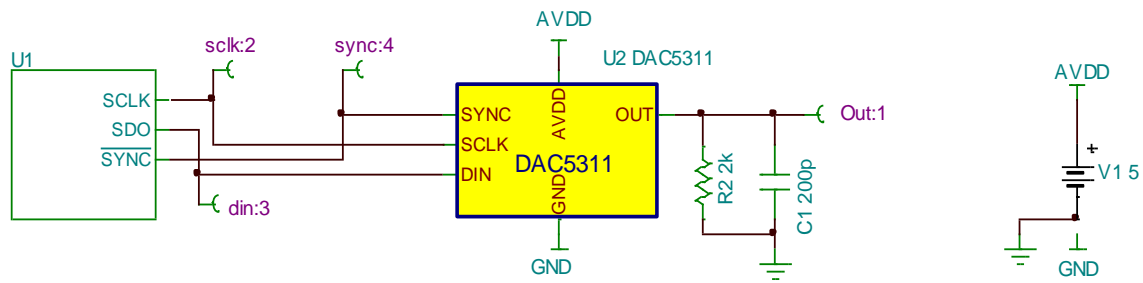 AVDD
U1
sclk:2
sync:4
U2 DAC5311
AVDD
SCLK
SDO
SYNC
SYNC
SCLK
DIN
AVDD
GND
DAC5311
OUT
Out:1
R2 2k
C1 200p
+
V1 5
din:3
GND
GND